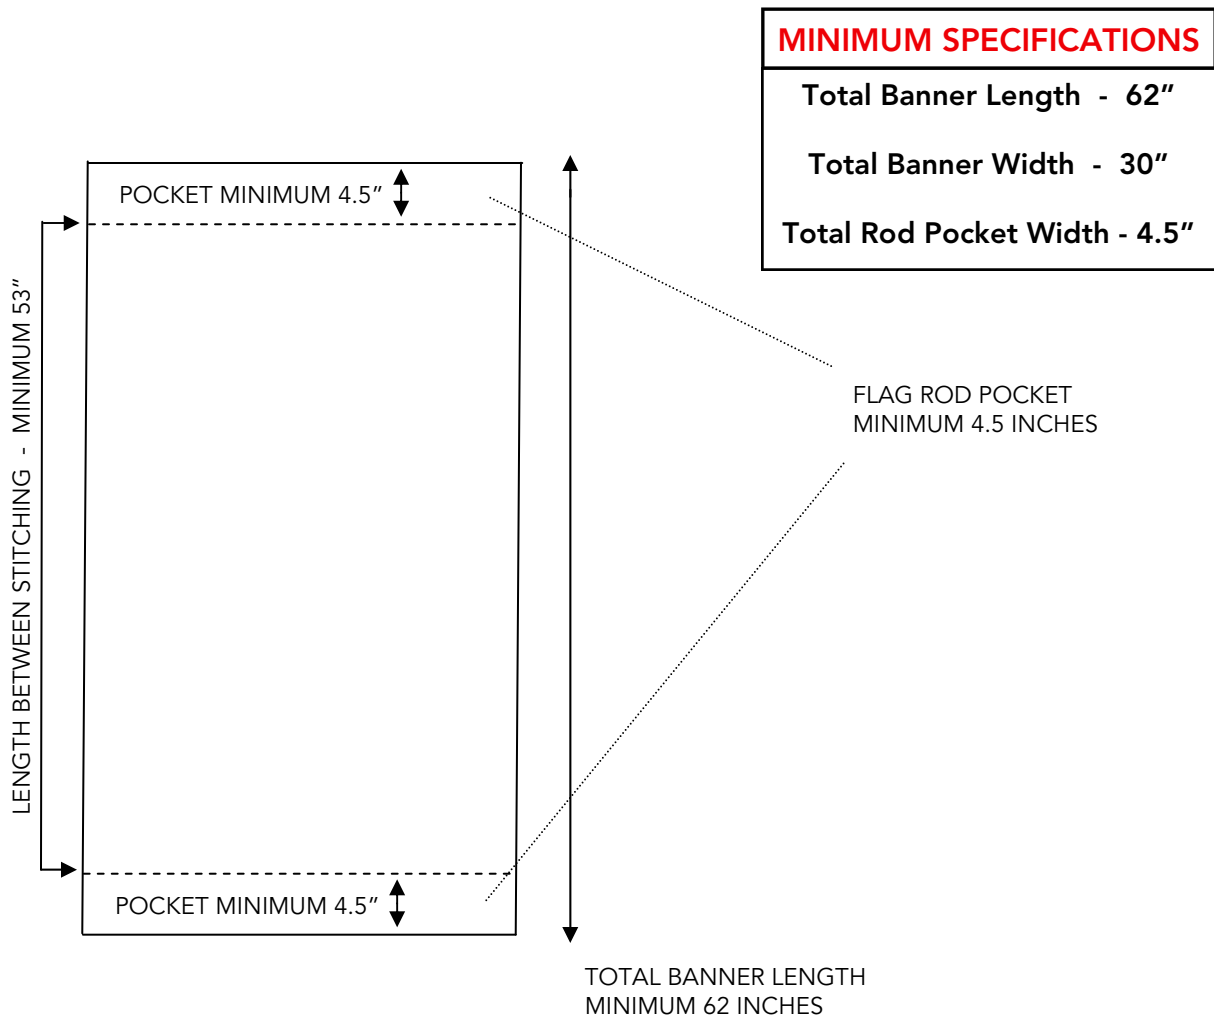 MINIMUM SPECIFICATIONS
Total Banner Length - 62"
Total Banner Width - 30"
Total Rod Pocket Width - 4.5"
POCKET MINIMUM 4.5"
LENGTH BETWEEN STITCHING - MINIMUM 53"
FLAG ROD POCKET
MINIMUM 4.5 INCHES
POCKET MINIMUM 4.5"
TOTAL BANNER LENGTH
MINIMUM 62 INCHES